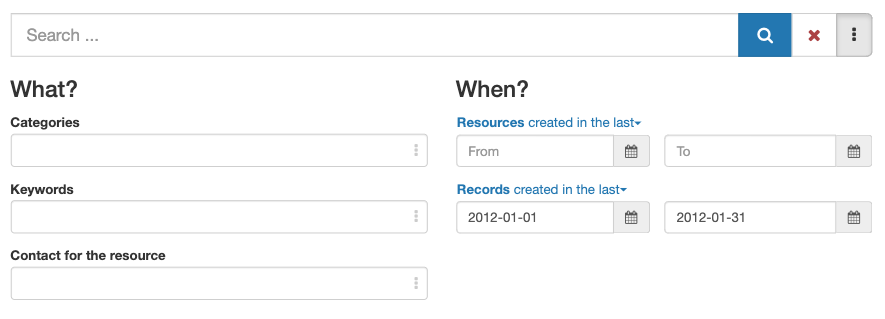 Search ...
What?
Categories
Keywords
Contact for the resource
When?
Resources created in the last
From To
Records created in the last
2012-01-01 2012-01-31